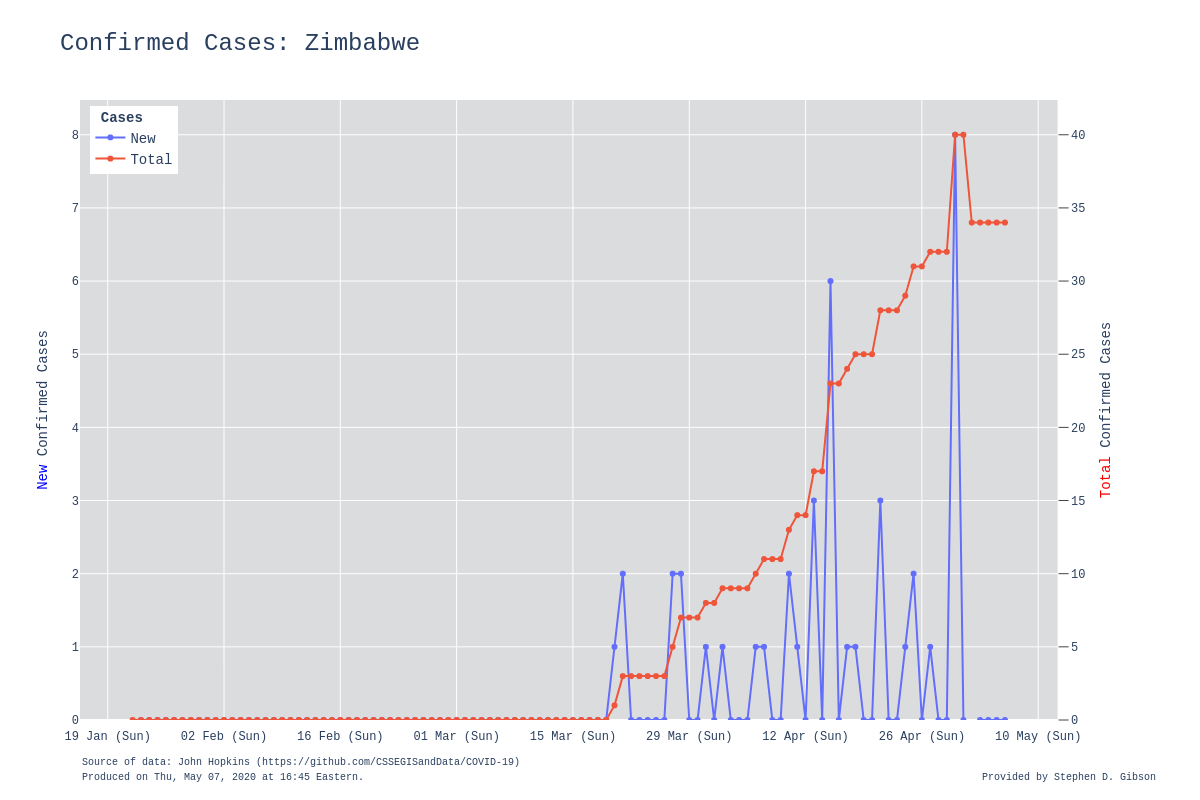 Confirmed Cases: Zimbabwe
Cases
New
Total
8
7
6
5
4
3
2
1
0
40
35
30
25
20
15
10
5
0
New Confirmed Cases
Total Confirmed Cases
19 Jan (Sun) 02 Feb (Sun) 16 Feb (Sun) 01 Mar (Sun) 15 Mar (Sun) 29 Mar (Sun) 12 Apr (Sun) 26 Apr (Sun) 10 May (Sun)
Source of data: John Hopkins (https://github.com/CSSEGISandData/COVID-19)
Produced on Thu, May 07, 2020 at 16:45 Eastern.
Provided by Stephen D. Gibson